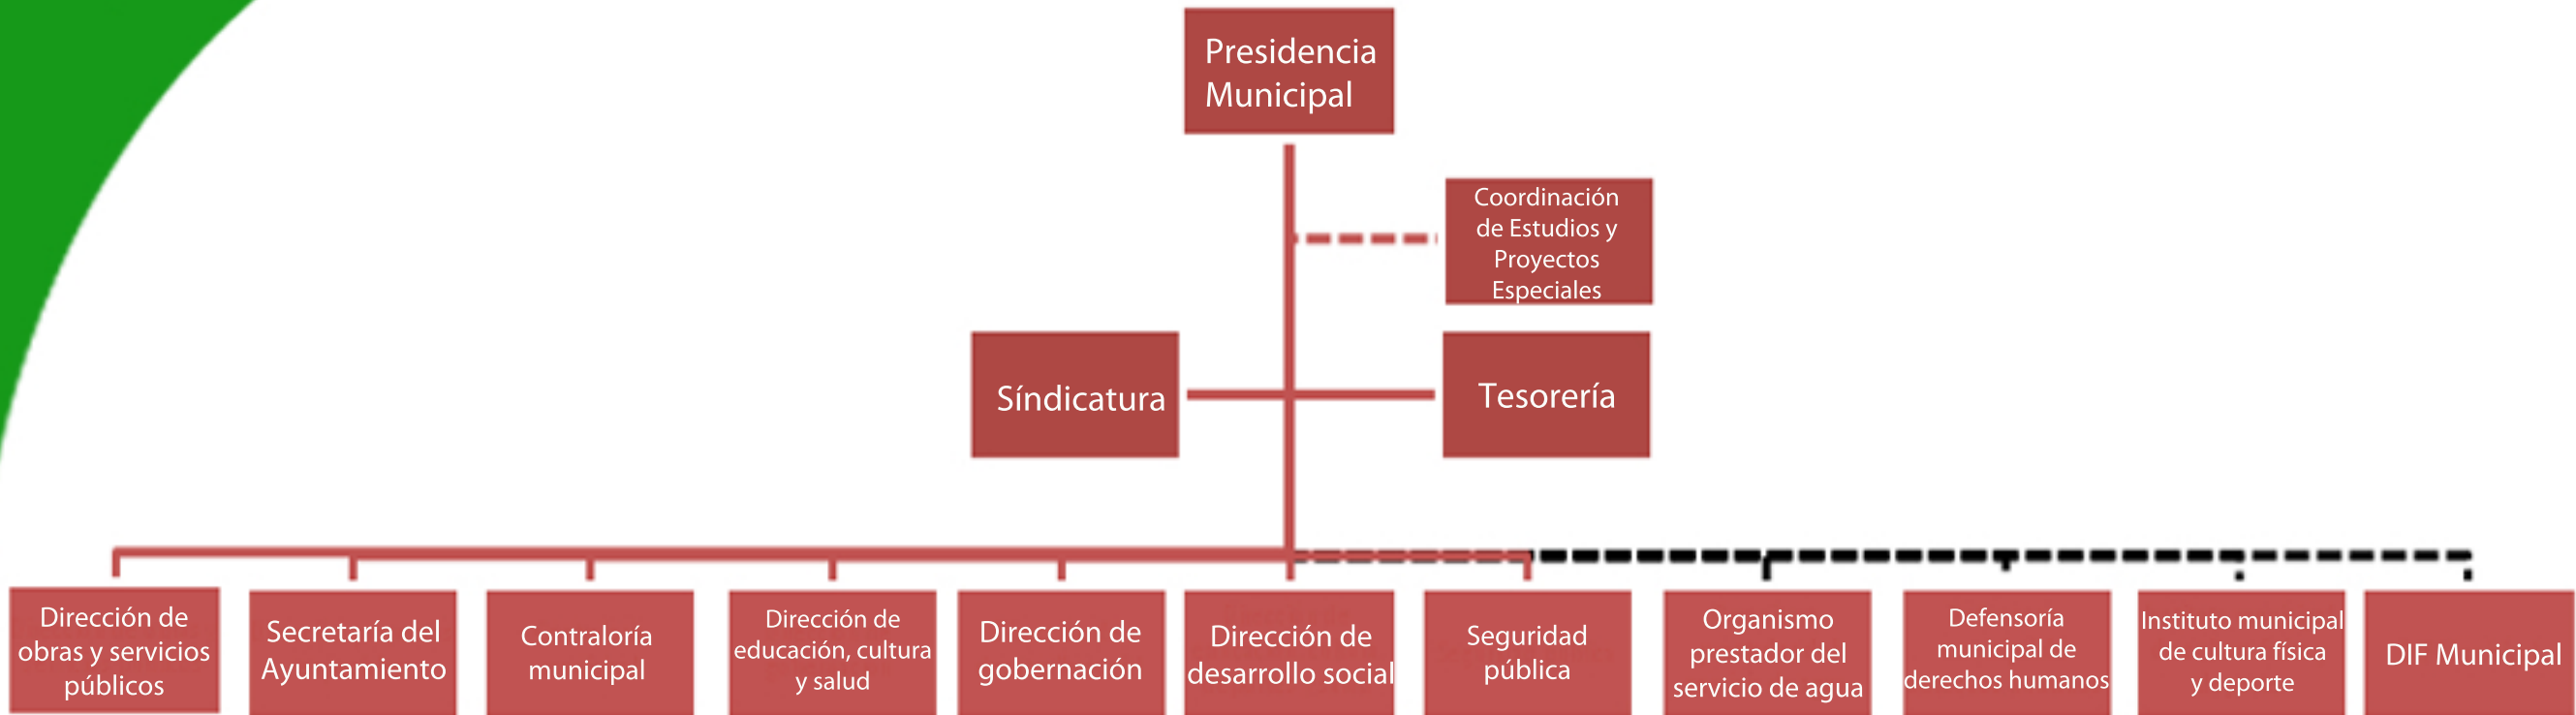 Presidencia
Municipal
Coordinación
de Estudios y
Proyectos
Especiales
Síndicatura
Tesorería
Dirección de
obras y servicios
públicos
Secretaría del
Ayuntamiento
Contraloría
municipal
Dirección de
educación, cultura
y salud
Dirección de
gobernación
Dirección de
desarrollo social
Seguridad
pública
Organismo
prestador del
servicio de agua
Defensoría
municipal de
derechos humanos
Instituto municipal
de cultura física
y deporte
DIF Municipal